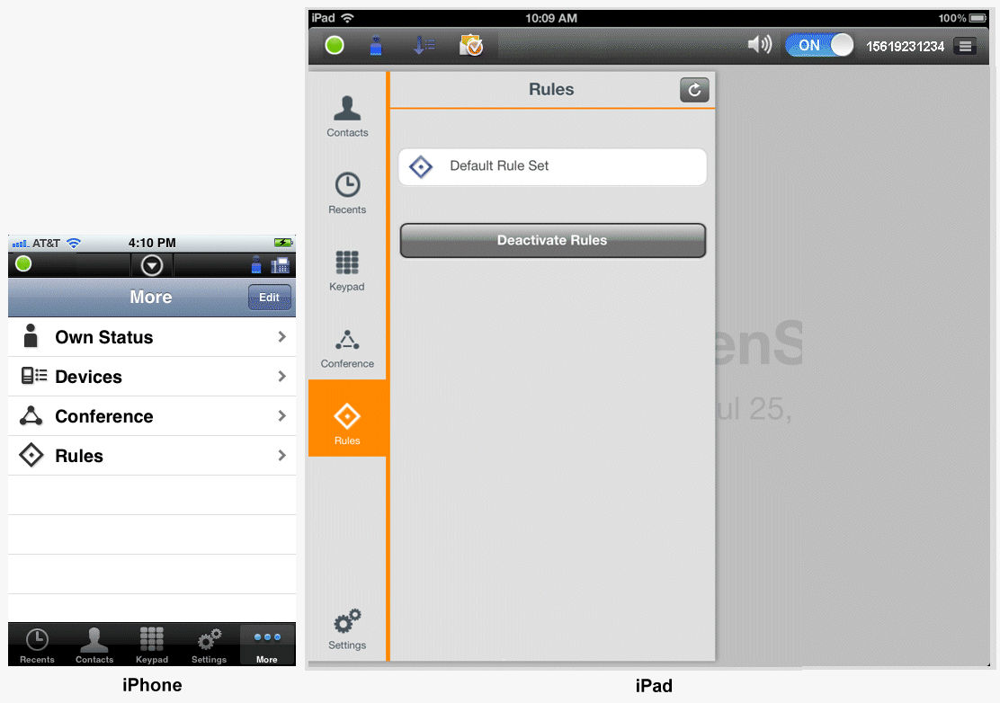 AT&T 4:10 PM
More Edit
Own Status
Devices
Conference
Rules
Recents Contacts Keypad Settings More
iPhone
iPad 10:09 AM 100%
ON 15619231234
Contacts
Recents
Keypad
Conference
Rules
Settings
Rules
Default Rule Set
Deactivate Rules
enS
ul 25,
iPad